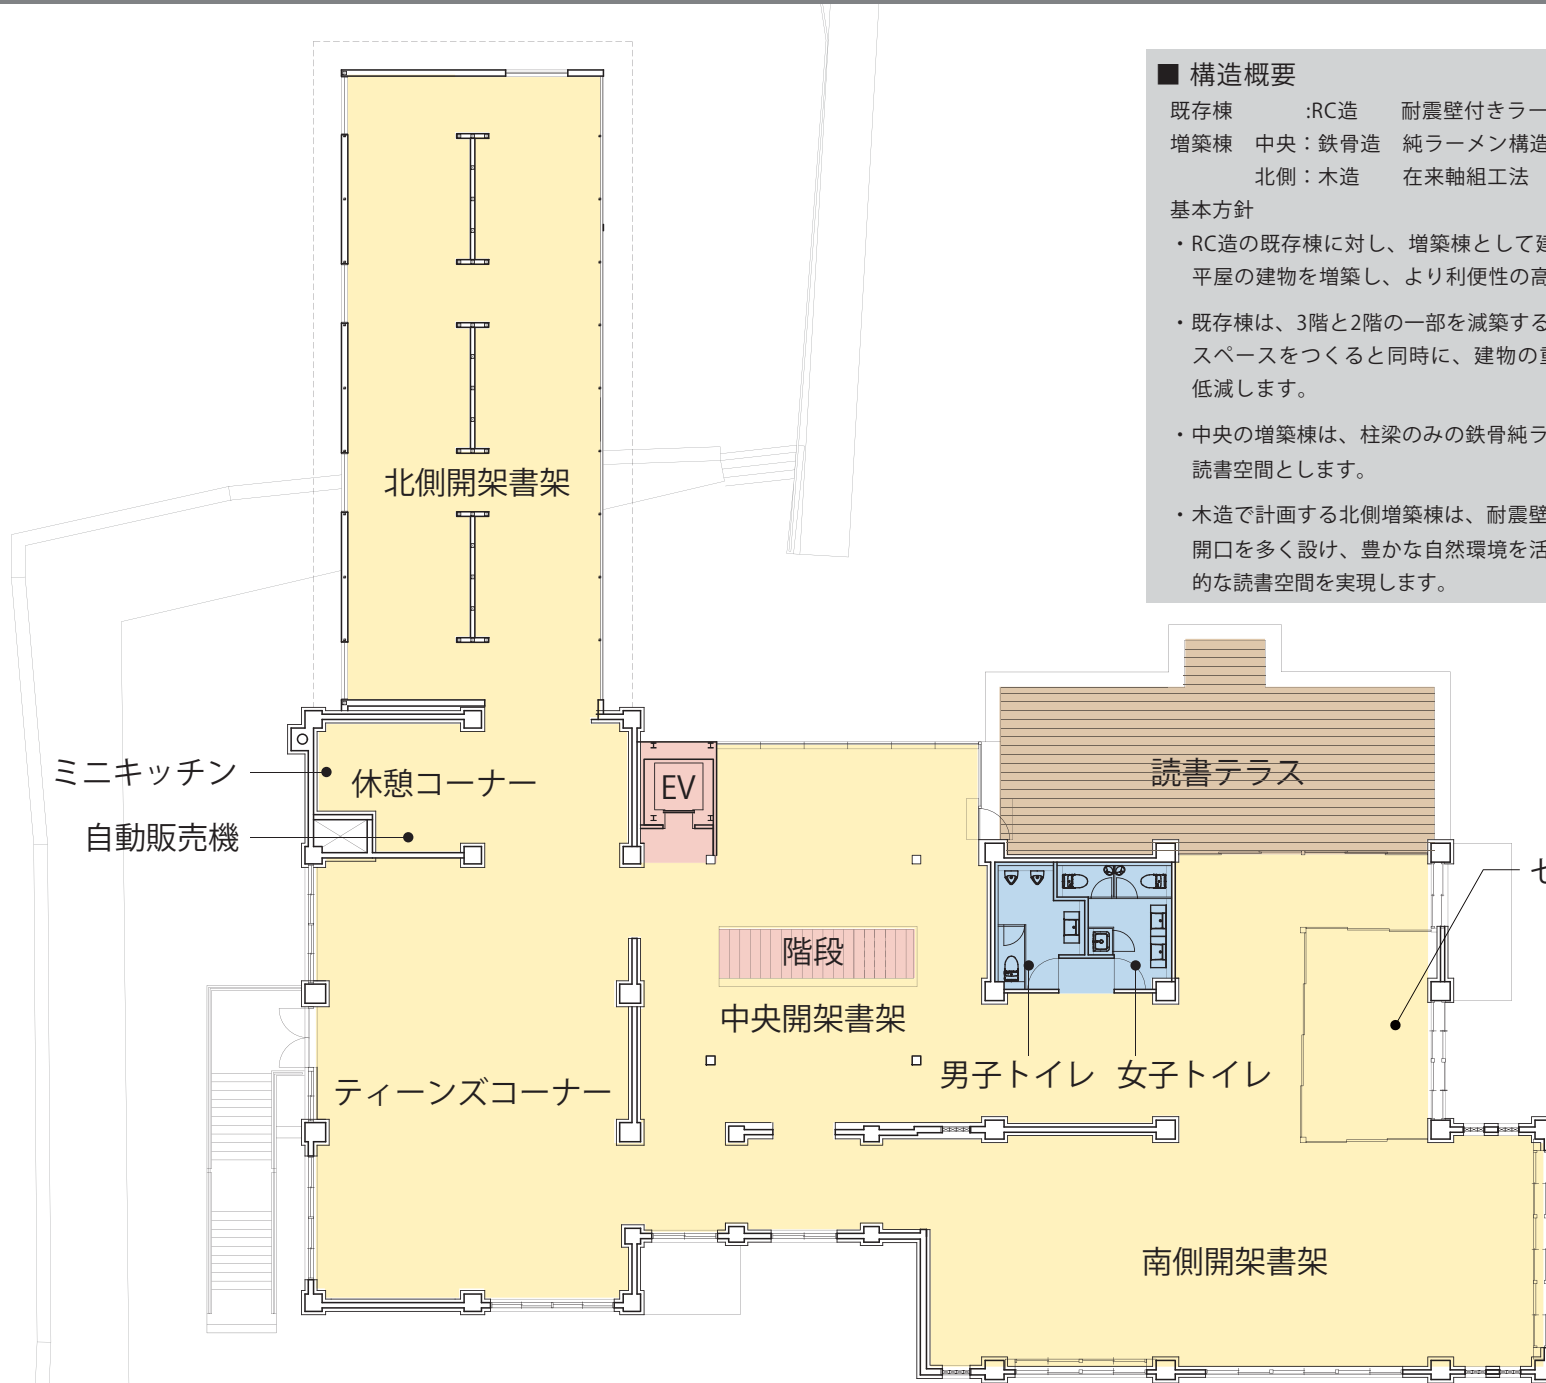 ■ 構造概要
既存棟 :RC造 耐震壁付きラー
増築棟 中央：鉄骨造 純ラーメン構造
北側：木造 在来軸組工法
基本方針
・RC造の既存棟に対し、増築棟として建
平屋の建物を増築し、より利便性の高
・既存棟は、3階と2階の一部を減築する
スペースをつくると同時に、建物の重
低減します。
・中央の増築棟は、柱梁のみの鉄骨純ラ
読書空間とします。
・木造で計画する北側増築棟は、耐震壁
開口を多く設け、豊かな自然環境を活
的な読書空間を実現します。
北側開架書架
ミニキッチン
休憩コーナー
EV
読書テラス
自動販売機
セ
階段
中央開架書架
男子トイレ
女子トイレ
ティーンズコーナー
南側開架書架